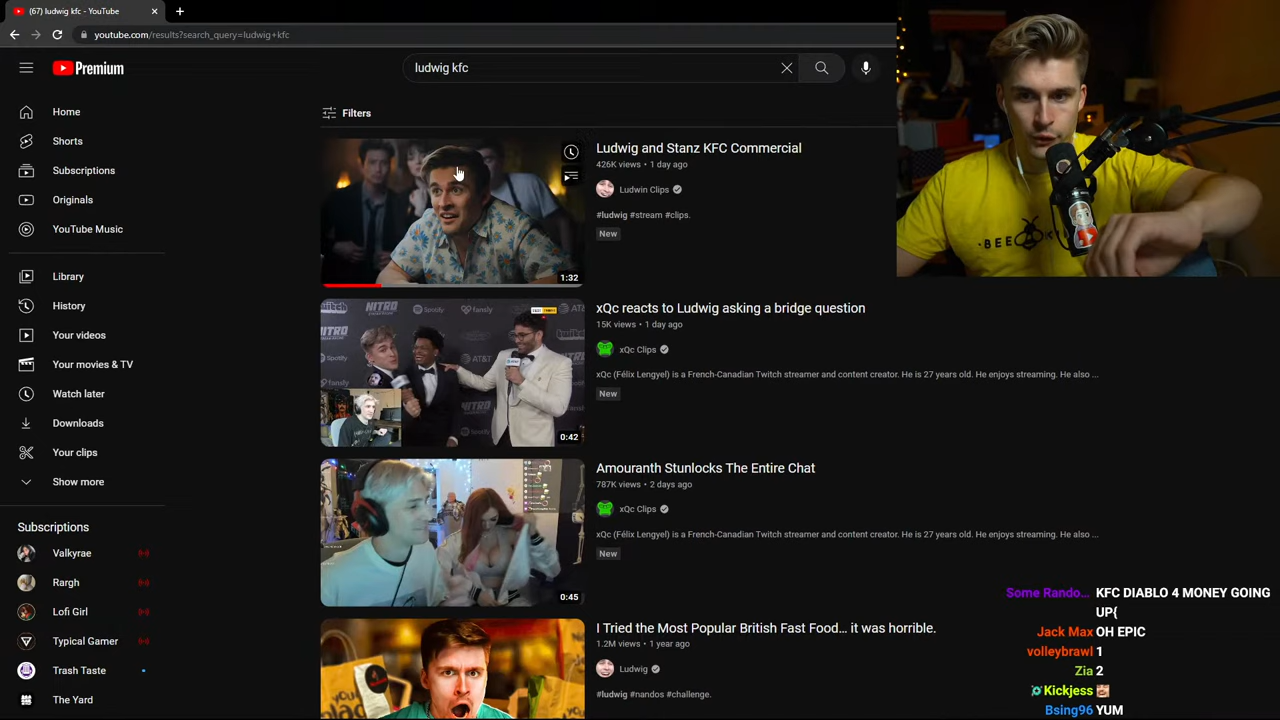 (67) ludwig kfc - YouTube
youtube.com/results?search_query=ludwig+kfc
Premium
ludwig kfc
Home
Shorts
Subscriptions
Originals
YouTube Music
Library
History
Your videos
Your movies & TV
Watch later
Downloads
Your clips
Show more
Subscriptions
Valkyrae
Rargh
Lofi Girl
Typical Gamer
Trash Taste
The Yard
Filters
1:32
Ludwig and Stanz KFC Commercial
426K views • 1 day ago
Ludwin Clips
#ludwig #stream #clips.
New
NITRO
Spotify
fansly
AT&T
0:42
xQc reacts to Ludwig asking a bridge question
15K views • 1 day ago
xQc Clips
xQc (Félix Lengyel) is a French-Canadian Twitch streamer and content creator. He is 27 years old. He enjoys streaming. He also ...
New
0:45
Amouranth Stunlocks The Entire Chat
787K views • 2 days ago
xQc Clips
xQc (Félix Lengyel) is a French-Canadian Twitch streamer and content creator. He is 27 years old. He enjoys streaming. He also ...
New
I Tried the Most Popular British Fast Food... it was horrible.
1.2M views • 1 year ago
Ludwig
#ludwig #nandos #challenge.
BEE K
Some Rando... KFC DIABLO 4 MONEY GOING
UP{
Jack Max OH EPIC
volleybrawl 1
Zia 2
Kickjess
Bsing96 YUM